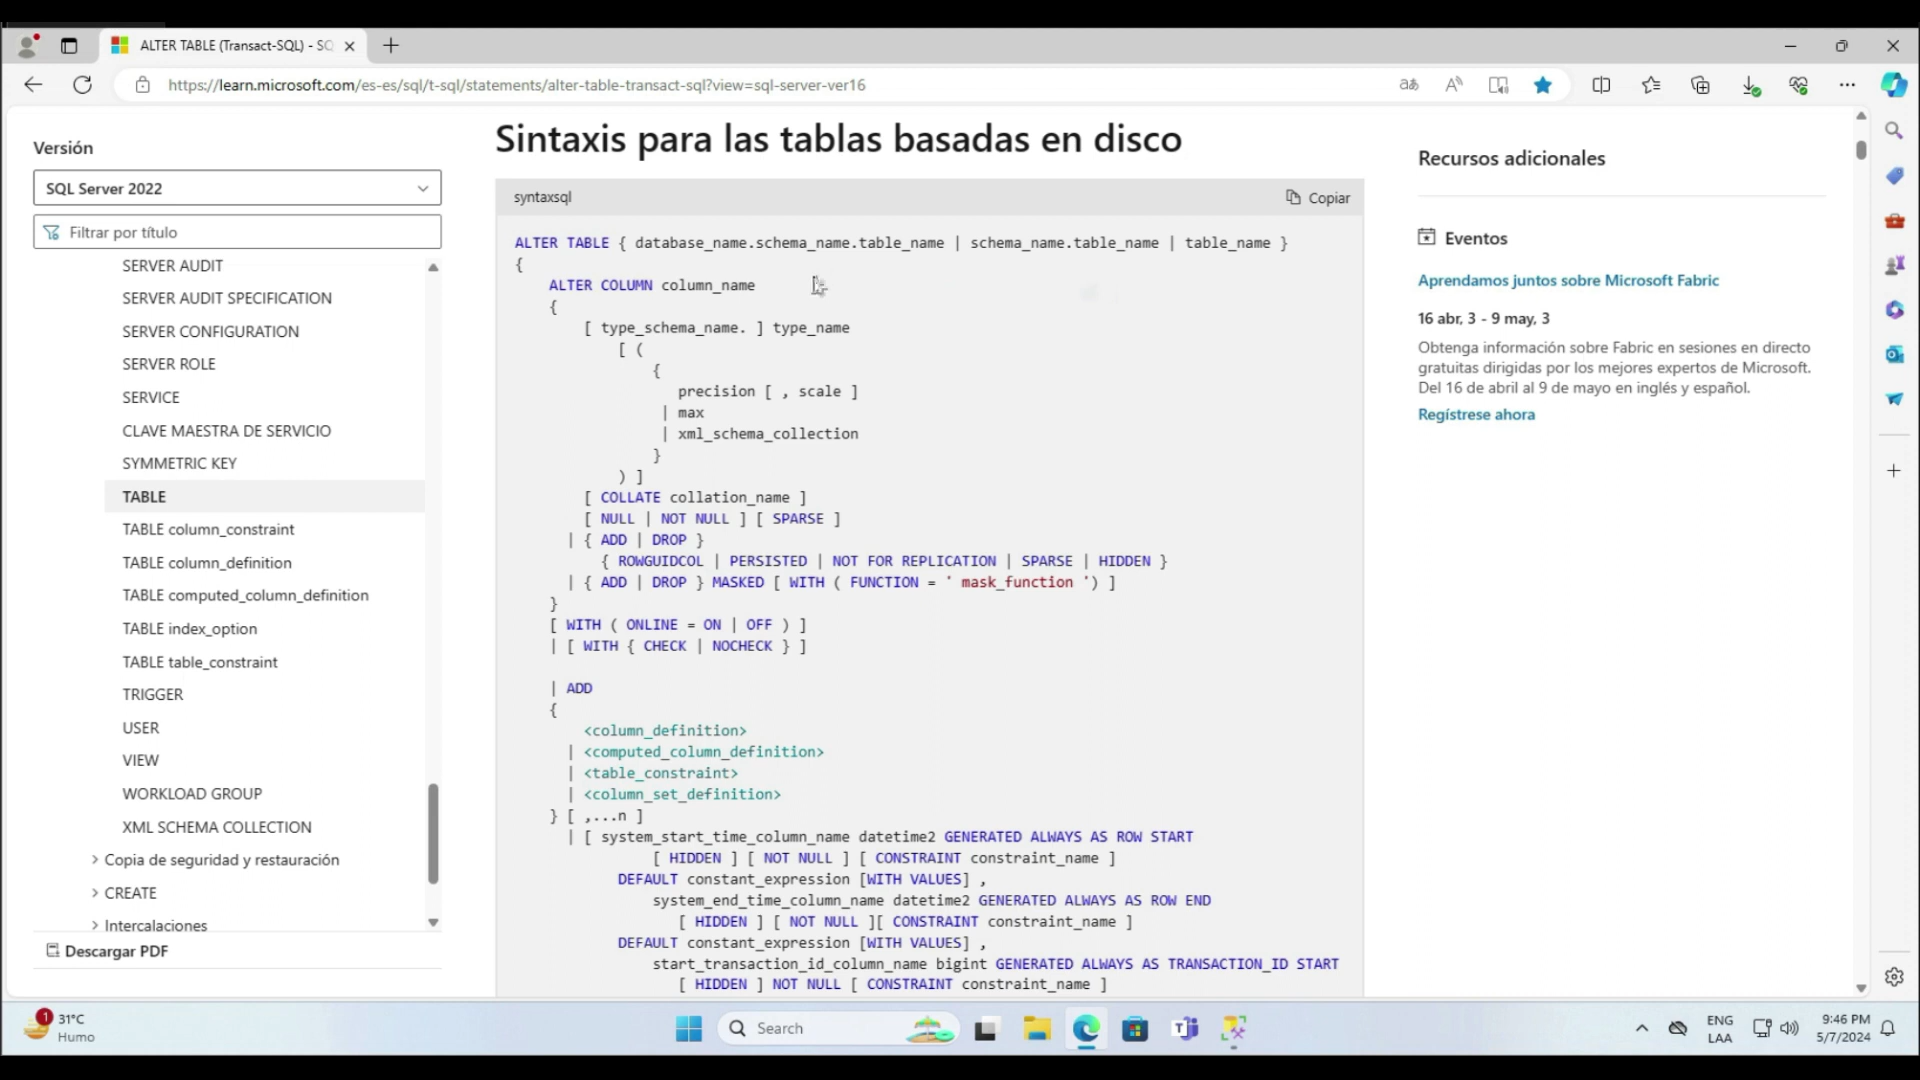 ALTER TABLE (Transact-SQL) - SQ
https://learn.microsoft.com/es-es/sql/t-sql/statements/alter-table-transact-sql?view=sql-server-ver16
Versión
SQL Server 2022
Filtrar por título
SERVER AUDIT
SERVER AUDIT SPECIFICATION
SERVER CONFIGURATION
SERVER ROLE
SERVICE
CLAVE MAESTRA DE SERVICIO
SYMMETRIC KEY
TABLE
TABLE column_constraint
TABLE column_definition
TABLE computed_column_definition
TABLE index_option
TABLE table_constraint
TRIGGER
USER
VIEW
WORKLOAD GROUP
XML SCHEMA COLLECTION
Copia de seguridad y restauración
CREATE
Intercalaciones
Descargar PDF
Sintaxis para las tablas basadas en disco
syntaxsql
Copiar
ALTER TABLE { database_name.schema_name.table_name | schema_name.table_name | table_name }
{
ALTER COLUMN column_name
{
[ type_schema_name. ] type_name
[ (
{
precision [ , scale ]
| max
| xml_schema_collection
}
) ]
[ COLLATE collation_name ]
[ NULL | NOT NULL ] [ SPARSE ]
| { ADD | DROP }
{ ROWGUIDCOL | PERSISTED | NOT FOR REPLICATION | SPARSE | HIDDEN }
| { ADD | DROP } MASKED [ WITH ( FUNCTION = ' mask_function ') ]
}
[ WITH ( ONLINE = ON | OFF ) ]
| [ WITH { CHECK | NOCHECK } ]
| ADD
{
<column_definition>
| <computed_column_definition>
| <table_constraint>
| <column_set_definition>
} [ ,...n ]
| [ system_start_time_column_name datetime2 GENERATED ALWAYS AS ROW START
[ HIDDEN ] [ NOT NULL ] [ CONSTRAINT constraint_name ]
DEFAULT constant_expression [WITH VALUES] ,
system_end_time_column_name datetime2 GENERATED ALWAYS AS ROW END
[ HIDDEN ] [ NOT NULL ][ CONSTRAINT constraint_name ]
DEFAULT constant_expression [WITH VALUES] ,
start_transaction_id_column_name bigint GENERATED ALWAYS AS TRANSACTION_ID START
[ HIDDEN ] NOT NULL [ CONSTRAINT constraint_name ]
Recursos adicionales
Eventos
Aprendamos juntos sobre Microsoft Fabric
16 abr, 3 - 9 may, 3
Obtenga información sobre Fabric en sesiones en directo
gratuitas dirigidas por los mejores expertos de Microsoft.
Del 16 de abril al 9 de mayo en inglés y español.
Regístrese ahora
1
31°C
Humo
Search
ENG
LAA
9:46 PM
5/7/2024